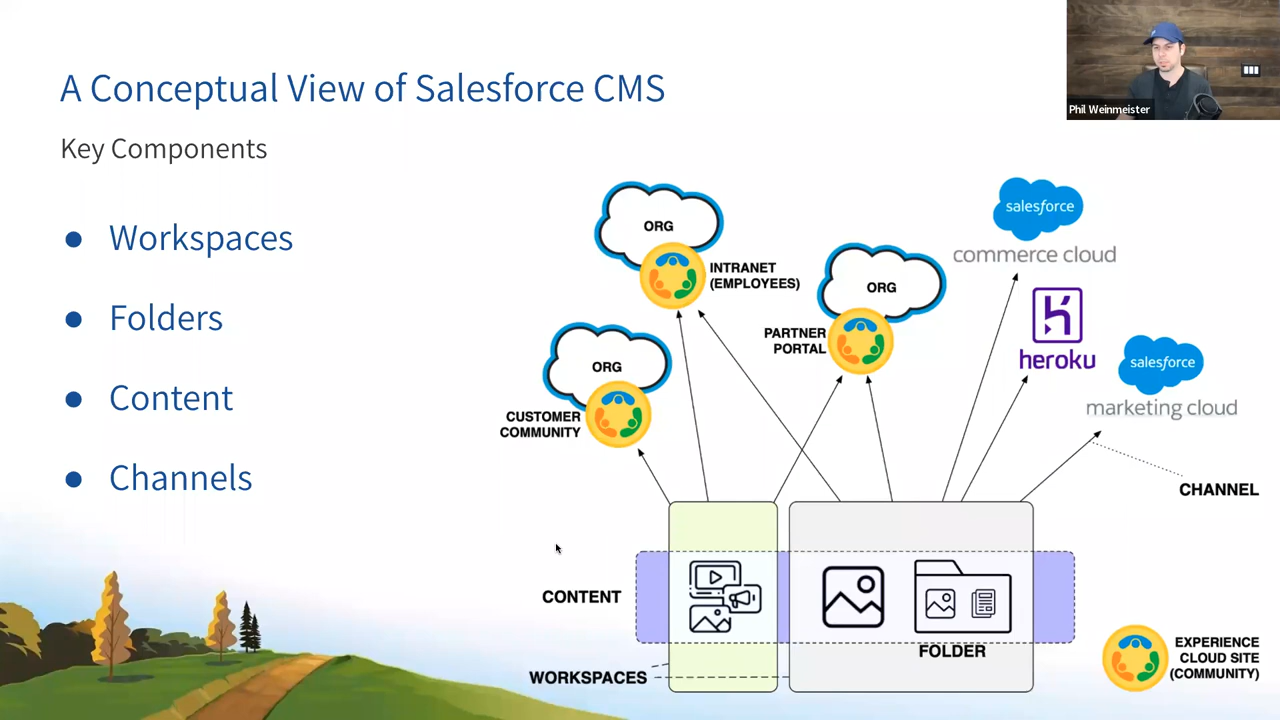 A Conceptual View of Salesforce CMS
Key Components
● Workspaces
● Folders
● Content
● Channels
Phil Weinmeister
ORG
INTRANET
(EMPLOYEES)
ORG
PARTNER
PORTAL
ORG
CUSTOMER
COMMUNITY
salesforce
commerce cloud
heroku
salesforce
marketing cloud
CHANNEL
CONTENT
FOLDER
WORKSPACES
EXPERIENCE
CLOUD SITE
(COMMUNITY)